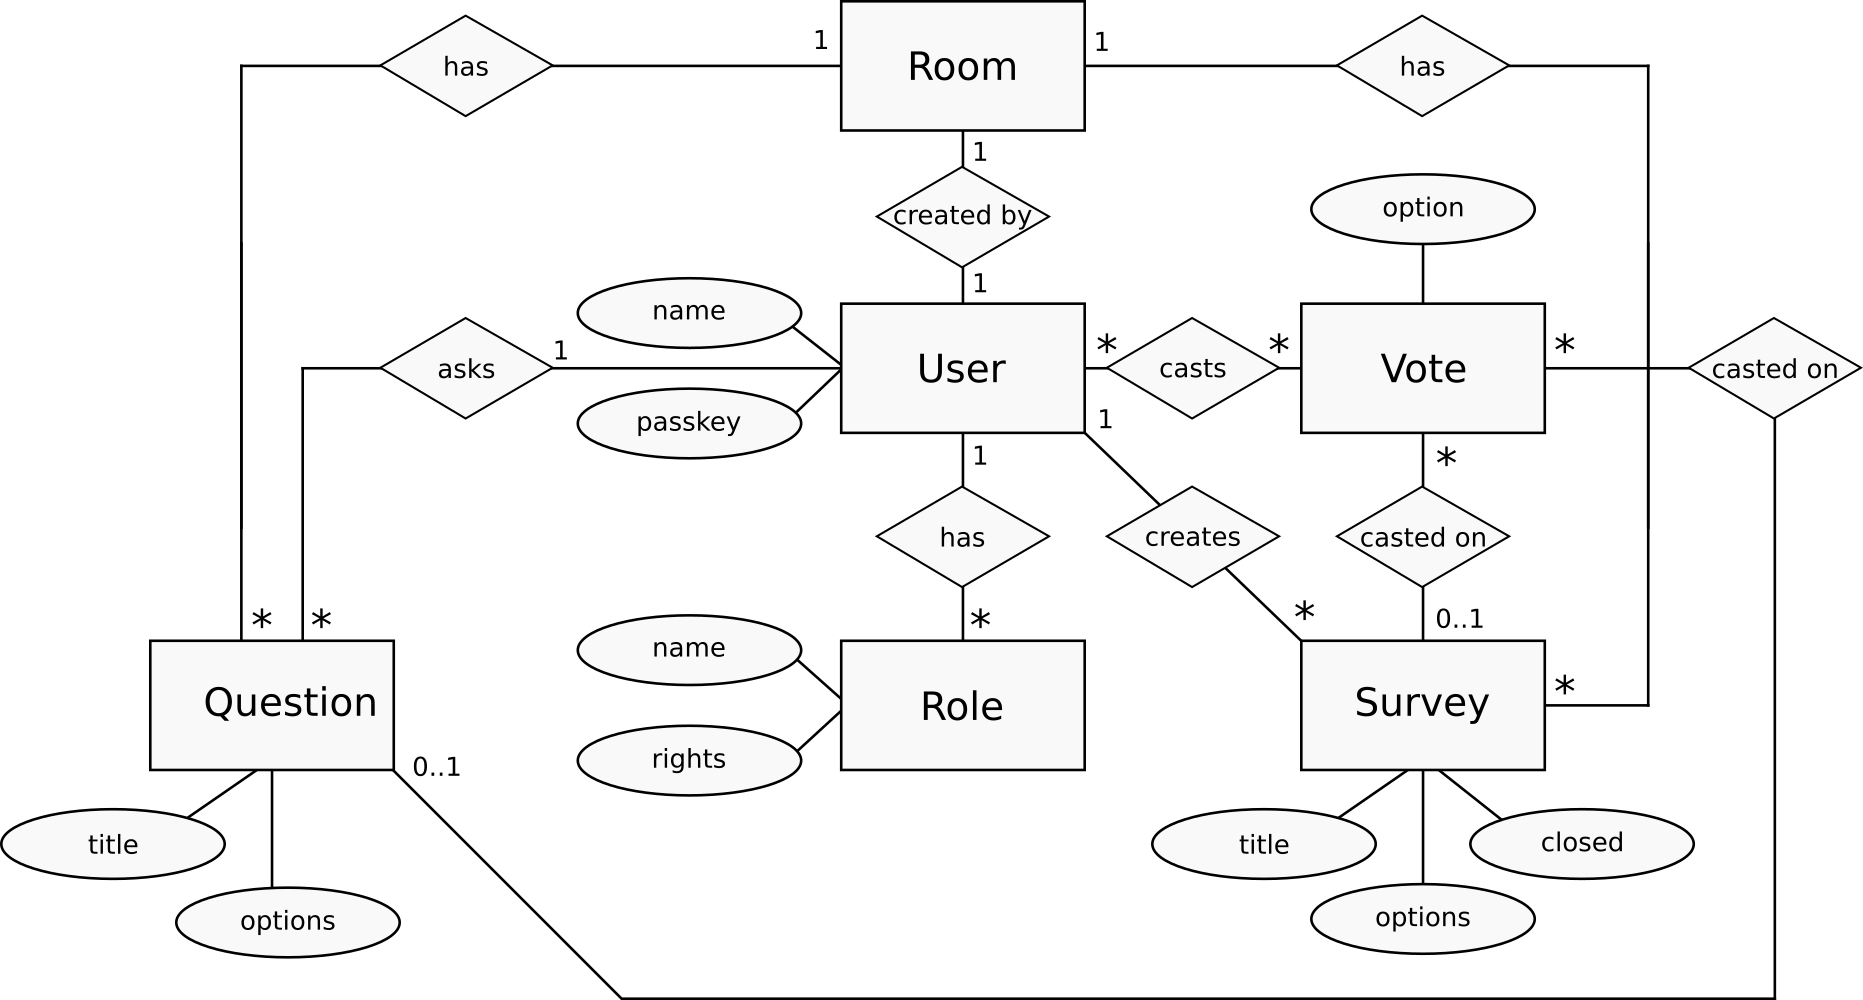 has
1
Room
1
has
1
created by
option
1
name
asks
1
User
*
casts
*
Vote
*
casted on
passkey
1
1
*
has
creates
casted on
*
*
*
*
0..1
name
*
Question
Role
Survey
rights
0..1
title
title
closed
options
options